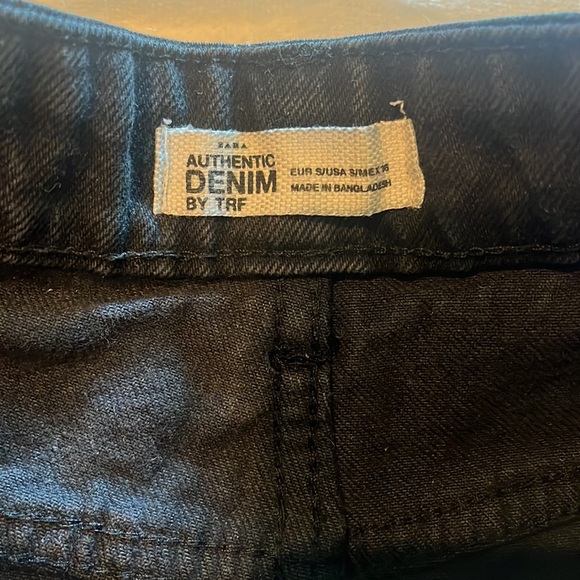 ZARA
AUTHENTIC
DENIM
BY TRF
EUR S/USA S/MEX 26
MADE IN BANGLADESH